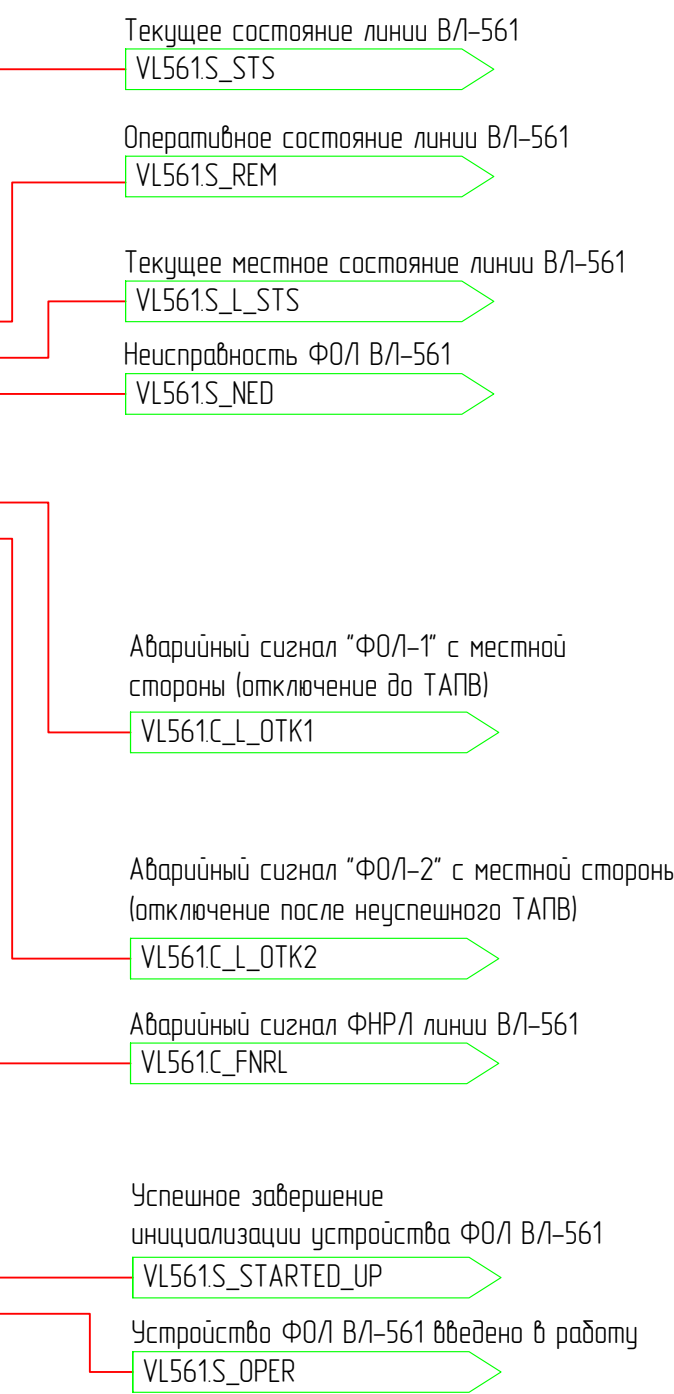 Текущее состояние линии ВЛ-561
VL561.S_STS
Оперативное состояние линии ВЛ-561
VL561.S_REM
Текущее местное состояние линии ВЛ-561
VL561.S_L_STS
Неисправность ФОЛ ВЛ-561
VL561.S_NED
Аварийный сигнал "ФОЛ-1" с местной
стороны (отключение до ТАПВ)
VL561.C_L_OTK1
Аварийный сигнал "ФОЛ-2" с местной стороны
(отключение после неуспешного ТАПВ)
VL561.C_L_OTK2
Аварийный сигнал ФНРЛ линии ВЛ-561
VL561.C_FNRL
Успешное завершение
инициализации устройства ФОЛ ВЛ-561
VL561.S_STARTED_UP
Устройство ФОЛ ВЛ-561 введено в работу
VL561.S_OPER